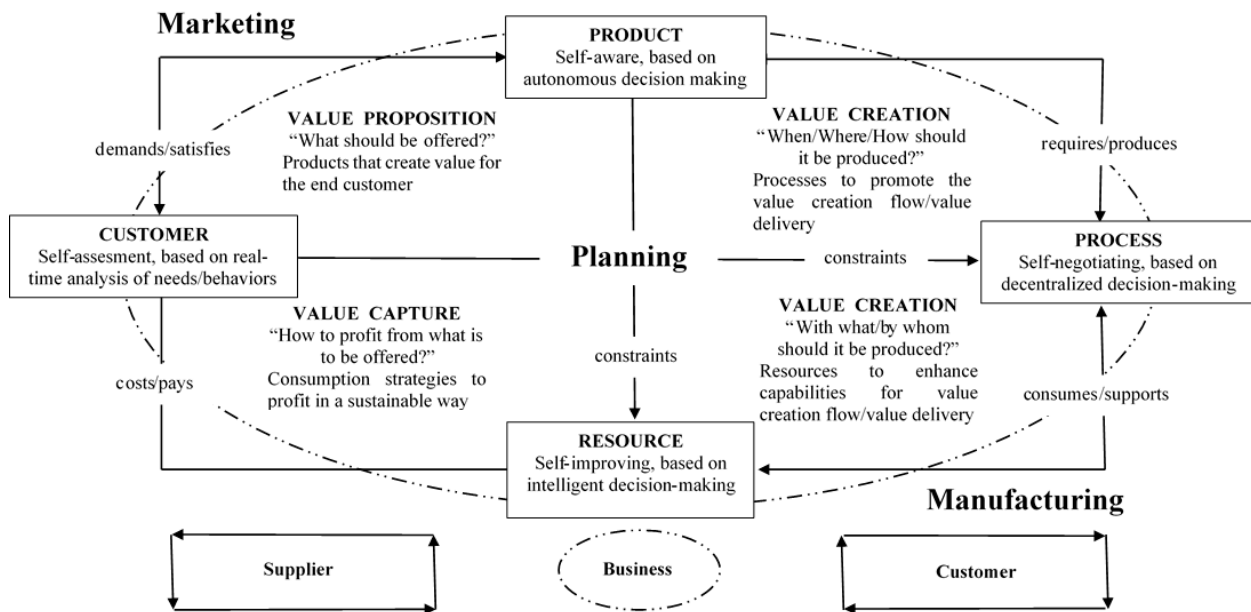 Marketing
PRODUCT
Self-aware, based on
autonomous decision making
VALUE PROPOSITION
“What should be offered?”
Products that create value for
the end customer
VALUE CREATION
“When/Where/How should
it be produced?”
Processes to promote the
value creation flow/value
delivery
demands/satisfies
requires/produces
CUSTOMER
Self-assesment, based on real-
time analysis of needs/behaviors
Planning
constraints
PROCESS
Self-negotiating, based on
decentralized decision-making
VALUE CAPTURE
“How to profit from what is
to be offered?”
Consumption strategies to
profit in a sustainable way
constraints
VALUE CREATION
“With what/by whom
should it be produced?”
Resources to enhance
capabilities for value
creation flow/value delivery
costs/pays
consumes/supports
RESOURCE
Self-improving, based on
intelligent decision-making
Manufacturing
Supplier
Business
Customer